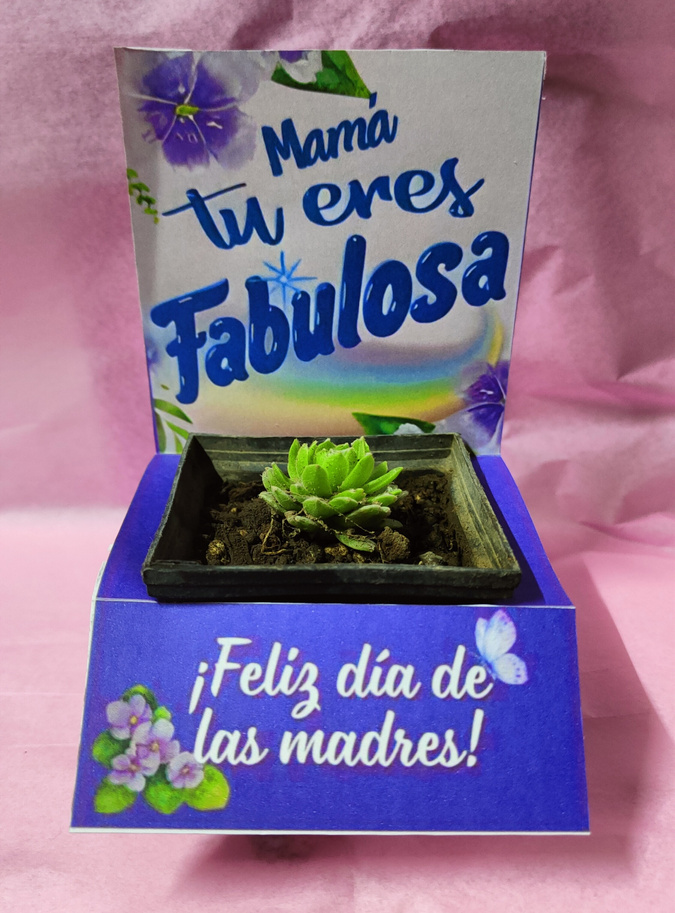 Mamá
tu eres
Fabulosa
¡Feliz día de
las madres!